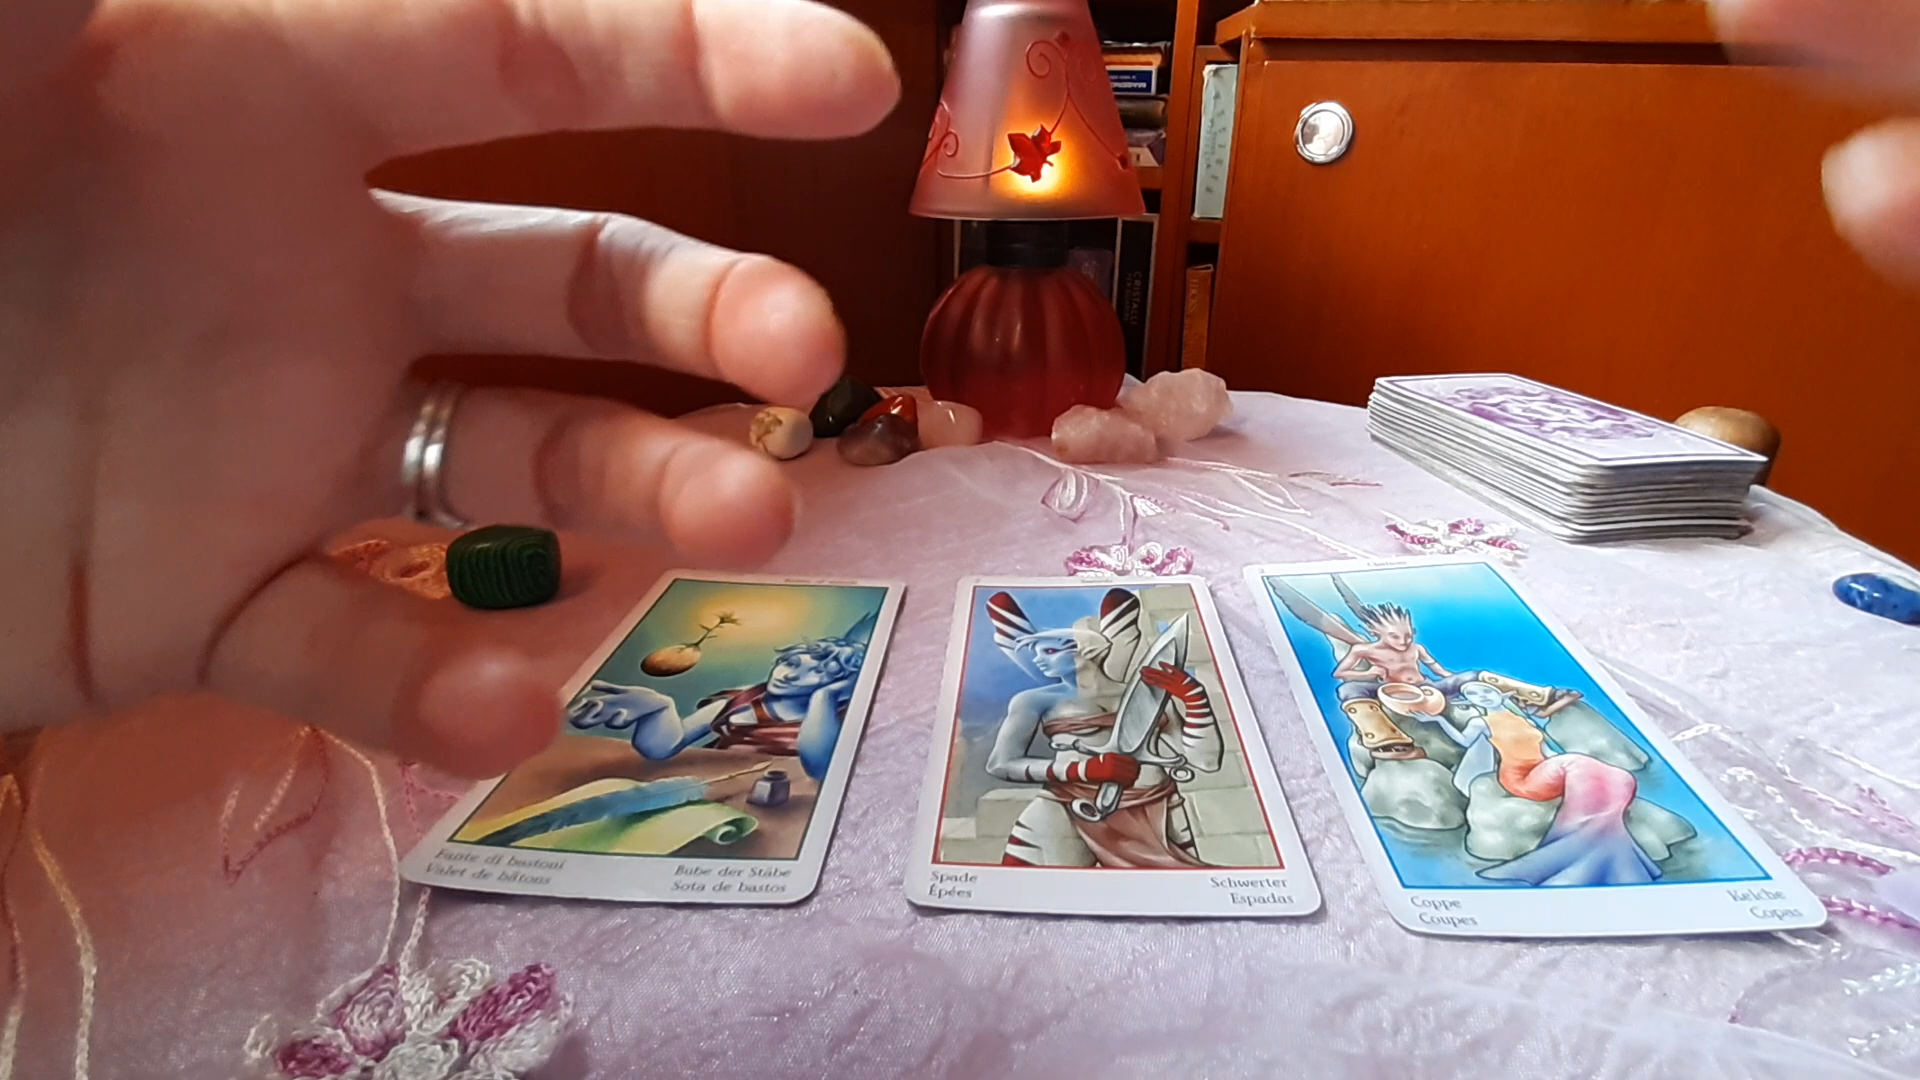 CRISTALLI
Fante di bastoni
Valet de bâtons
Bube der Stäbe
Sota de bastos
Spade
Épées
Schwerter
Espadas
Coppe
Coupes
Kelche
Copas